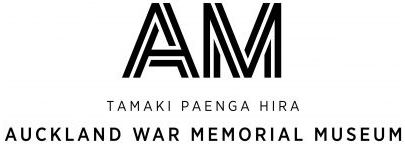 AM
TAMAKI PAENGA HIRA
AUCKLAND WAR MEMORIAL MUSEUM